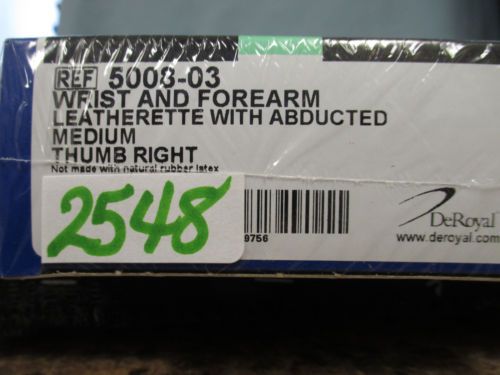 REF 5008-03
WRIST AND FOREARM
LEATHERETTE WITH ABDUCTED
MEDIUM
THUMB RIGHT
Not made with natural rubber latex
2548
9756
DeRoyal
www.deroyal.com